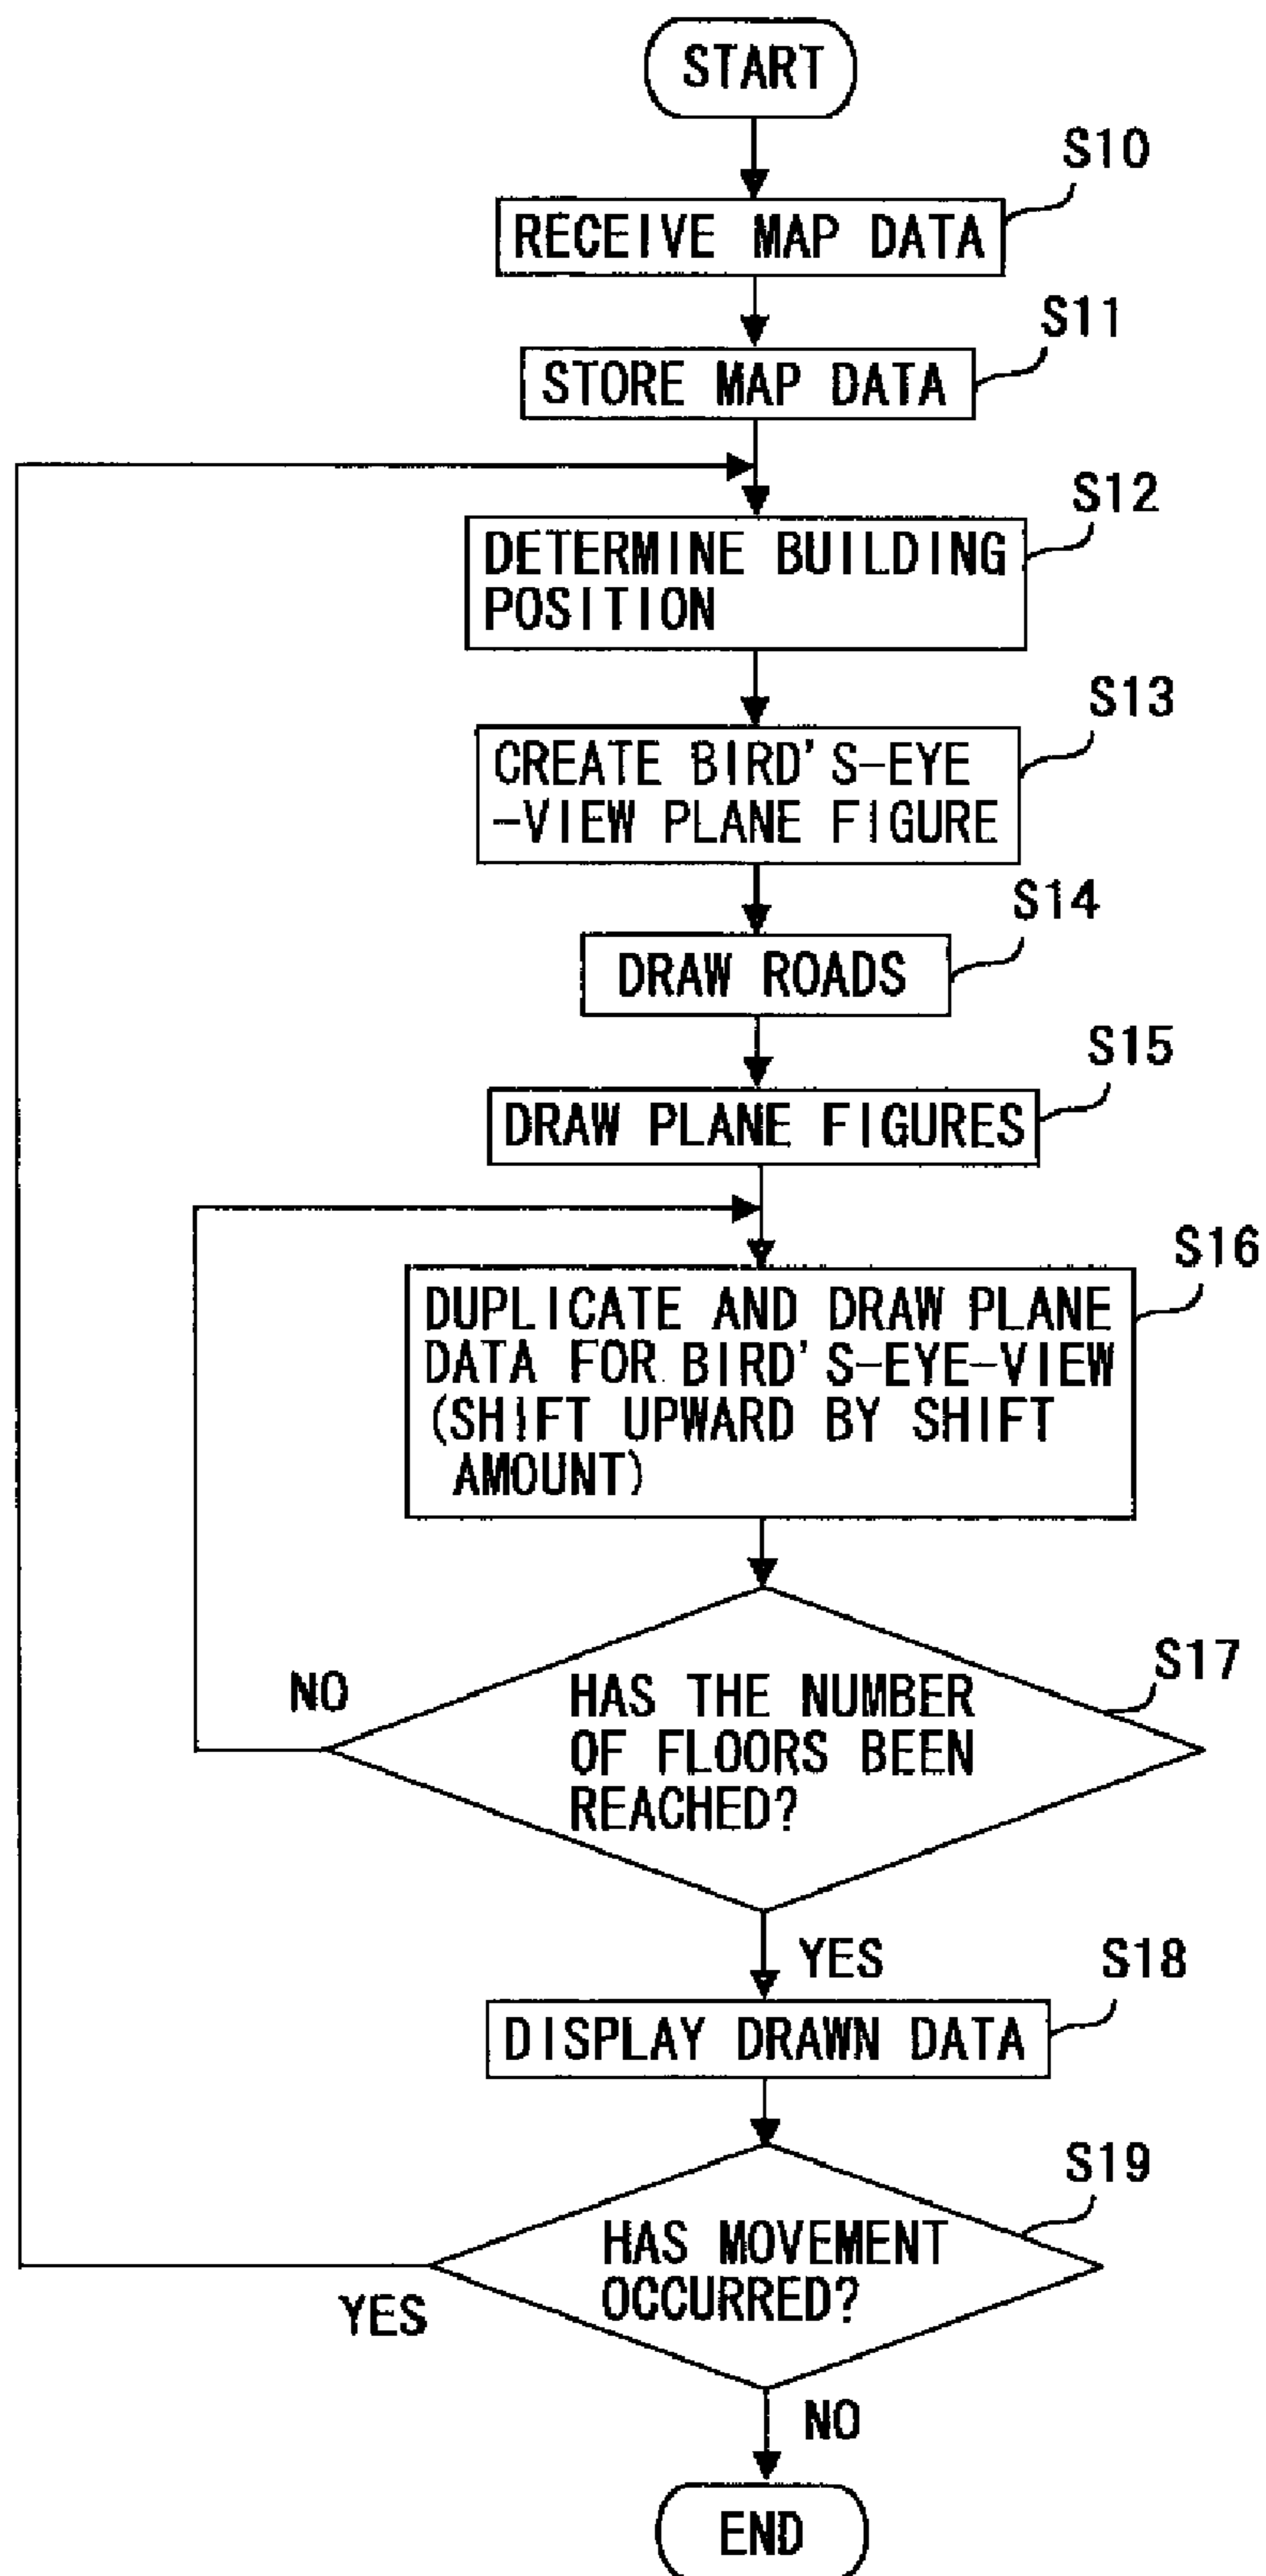 START
S10
RECEIVE MAP DATA
S11
STORE MAP DATA
S12
DETERMINE BUILDING
POSITION
S13
CREATE BIRD'S-EYE
-VIEW PLANE FIGURE
S14
DRAW ROADS
S15
DRAW PLANE FIGURES
S16
DUPLICATE AND DRAW PLANE
DATA FOR BIRD'S-EYE-VIEW
(SHIFT UPWARD BY SHIFT
AMOUNT)
S17
NO
HAS THE NUMBER
OF FLOORS BEEN
REACHED?
YES
S18
DISPLAY DRAWN DATA
S19
HAS MOVEMENT
OCCURRED?
YES
NO
END